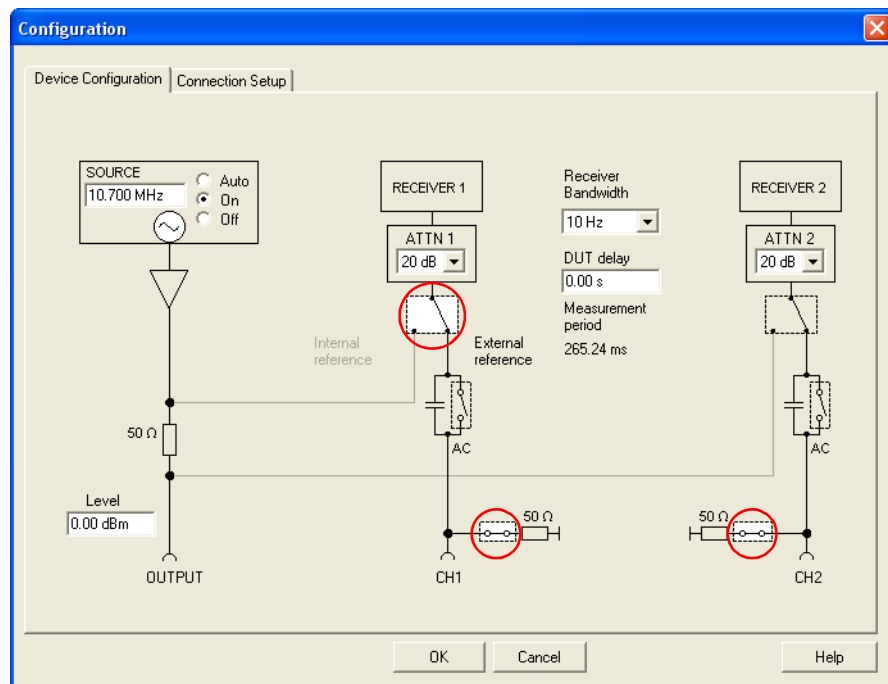 Configuration
Device Configuration
Connection Setup
SOURCE
10.700 MHz
Auto
On
Off
RECEIVER 1
ATTN 1
20 dB
Receiver
Bandwidth
10 Hz
DUT delay
0.00 s
Measurement
period
265.24 ms
RECEIVER 2
ATTN 2
20 dB
Internal
reference
External
reference
50 Ω
AC
AC
Level
0.00 dBm
50 Ω
50 Ω
OUTPUT
CH1
CH2
OK
Cancel
Help